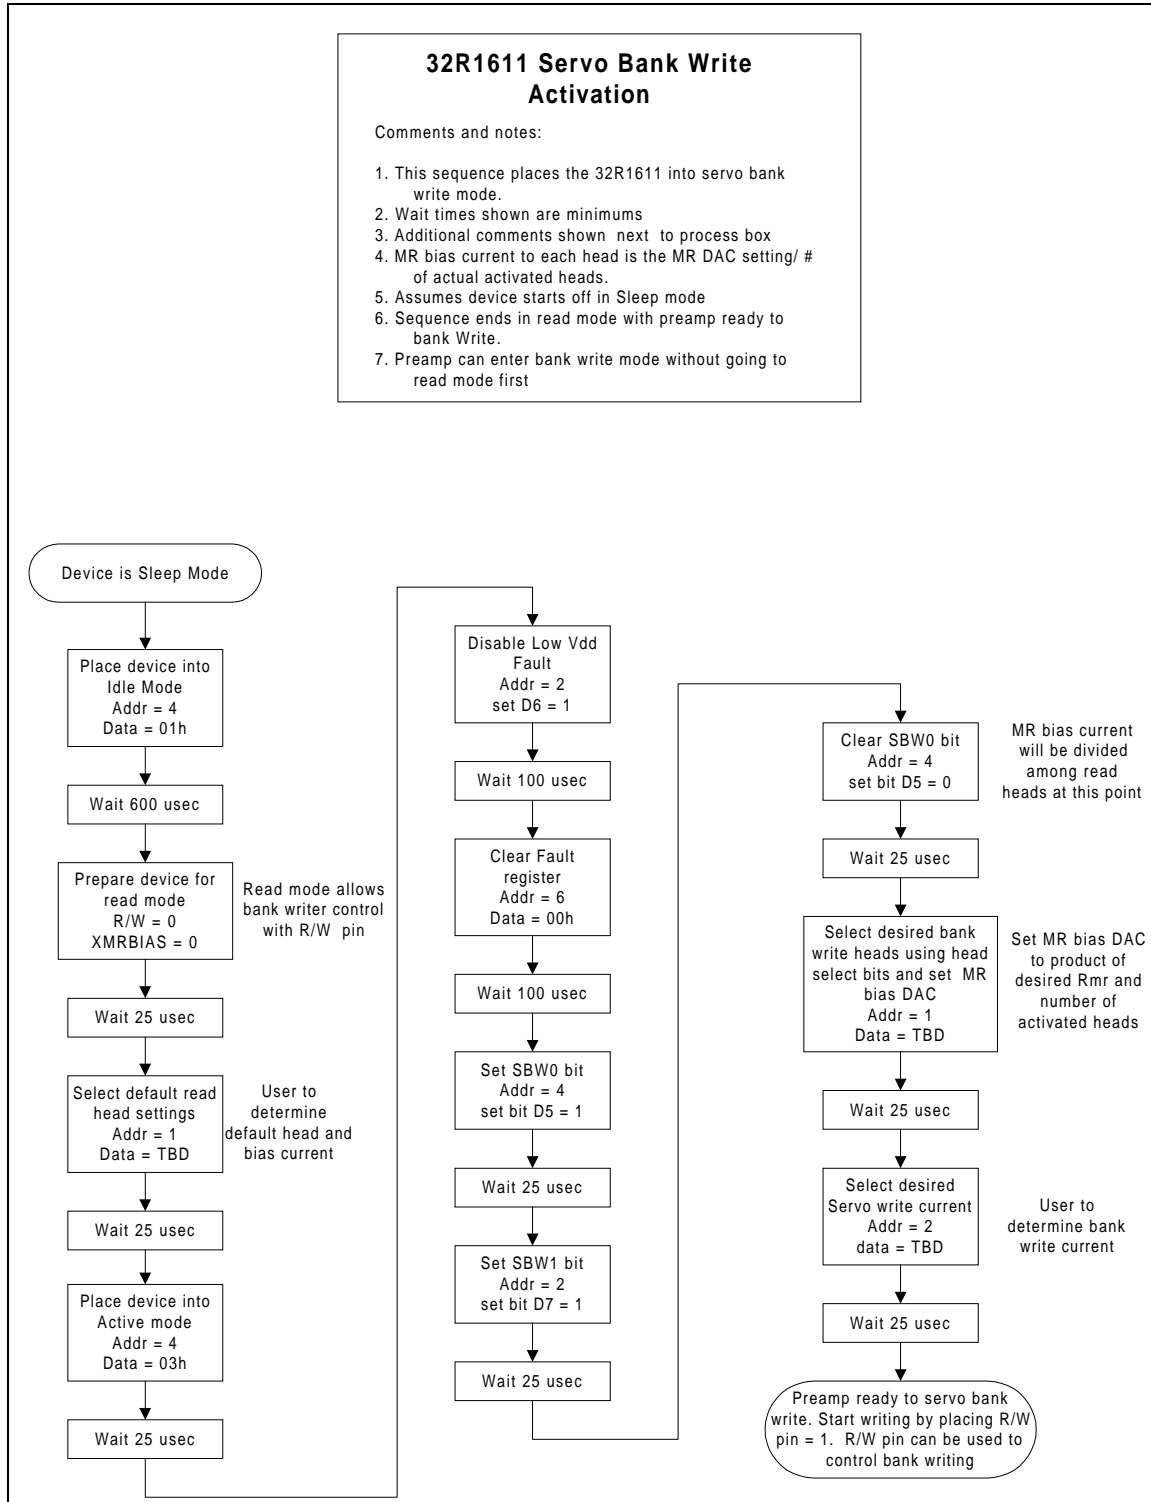 32R1611 Servo Bank Write
Activation
Comments and notes:
1. This sequence places the 32R1611 into servo bank
write mode.
2. Wait times shown are minimums
3. Additional comments shown next to process box
4. MR bias current to each head is the MR DAC setting/ #
of actual activated heads.
5. Assumes device starts off in Sleep mode
6. Sequence ends in read mode with preamp ready to
bank Write.
7. Preamp can enter bank write mode without going to
read mode first
Device is Sleep Mode
Place device into
Idle Mode
Addr = 4
Data = 01h
Wait 600 usec
Prepare device for
read mode
R/W = 0
XMRBIAS = 0
Read mode allows
bank writer control
with R/W pin
Wait 25 usec
Select default read
head settings
Addr = 1
Data = TBD
User to
determine
default head and
bias current
Wait 25 usec
Place device into
Active mode
Addr = 4
Data = 03h
Wait 25 usec
Disable Low Vdd
Fault
Addr = 2
set D6 = 1
Wait 100 usec
Clear Fault
register
Addr = 6
Data = 00h
Wait 100 usec
Set SBW0 bit
Addr = 4
set bit D5 = 1
Wait 25 usec
Set SBW1 bit
Addr = 2
set bit D7 = 1
Wait 25 usec
Clear SBW0 bit
Addr = 4
set bit D5 = 0
MR bias current
will be divided
among read
heads at this point
Wait 25 usec
Select desired bank
write heads using head
select bits and set MR
bias DAC
Addr = 1
Data = TBD
Set MR bias DAC
to product of
desired Rmr and
number of
activated heads
Wait 25 usec
Select desired
Servo write current
Addr = 2
data = TBD
User to
determine bank
write current
Wait 25 usec
Preamp ready to servo bank
write. Start writing by placing R/W
pin = 1. R/W pin can be used to
control bank writing